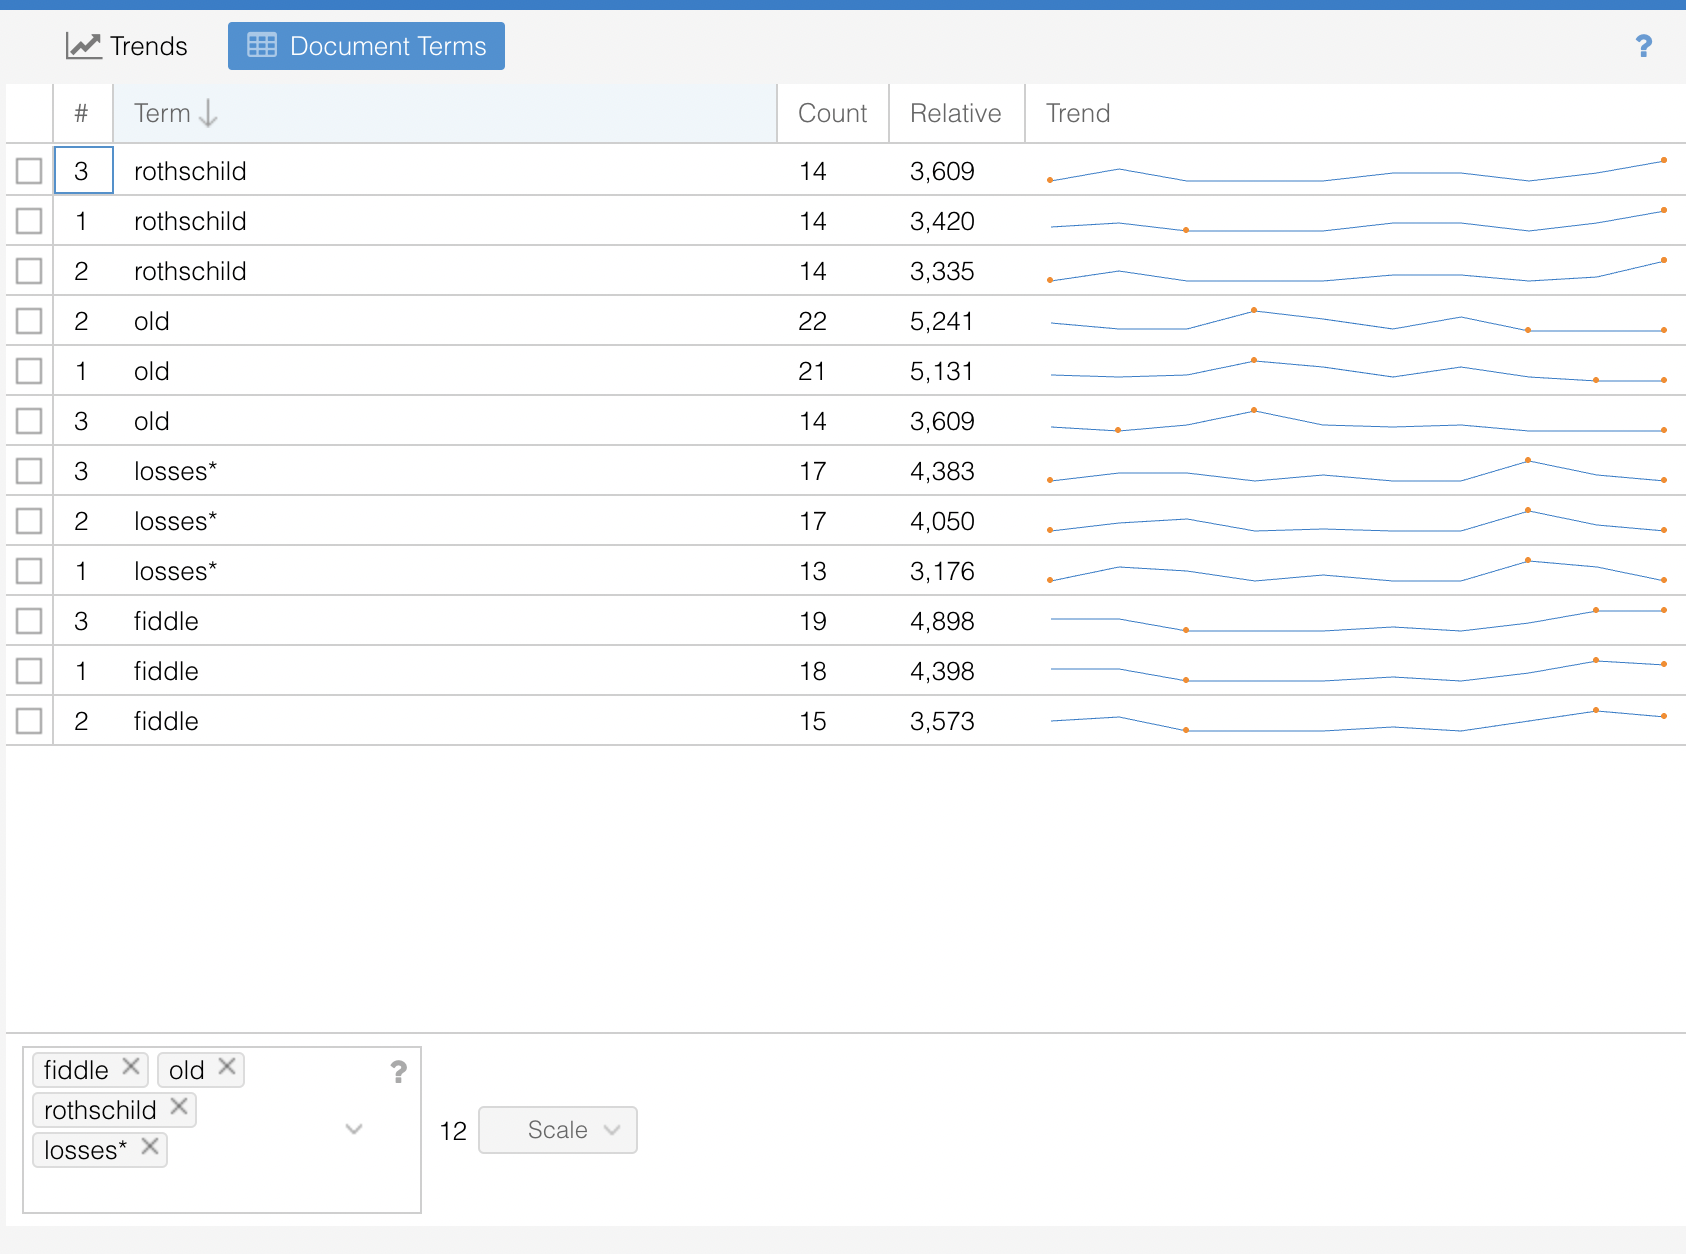 Trends Document Terms ?
# Term Count Relative Trend
3 rothschild 14 3,609
1 rothschild 14 3,420
2 rothschild 14 3,335
2 old 22 5,241
1 old 21 5,131
3 old 14 3,609
3 losses* 17 4,383
2 losses* 17 4,050
1 losses* 13 3,176
3 fiddle 19 4,898
1 fiddle 18 4,398
2 fiddle 15 3,573
fiddle old ?
rothschild
losses*
12 Scale